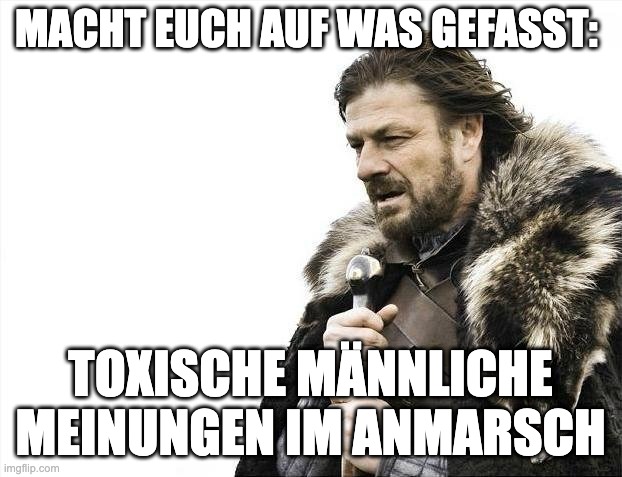 MACHT EUCH AUF WAS GEFASST:
TOXISCHE MÄNNLICHE
MEINUNGEN IM ANMARSCH
imgflip.com